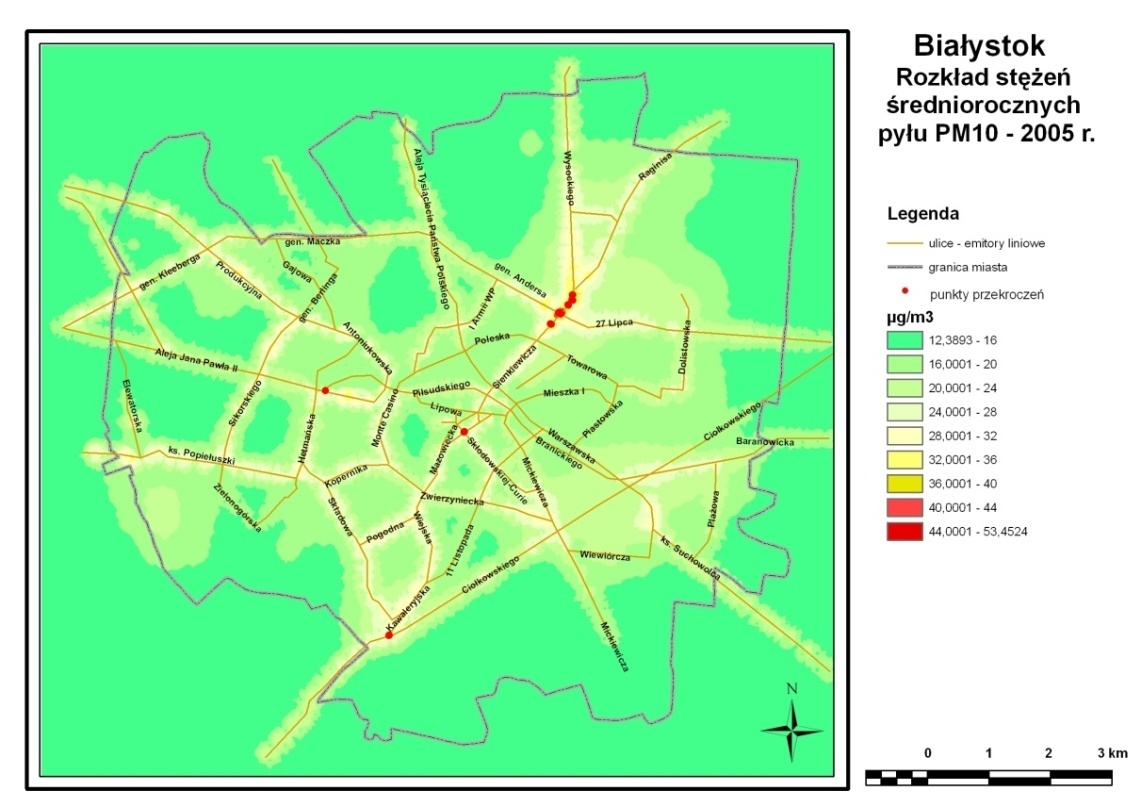 Białystok
Rozkład stężeń
średniorocznych
pyłu PM10 - 2005 r.
Legenda
ulice - emitory liniowe
granica miasta
punkty przekroczeń
µg/m3
12,3893 - 16
16,0001 - 20
20,0001 - 24
24,0001 - 28
28,0001 - 32
32,0001 - 36
36,0001 - 40
40,0001 - 44
44,0001 - 53,4524
Wysockiego
Raginisa
Aleja Tysiąclecia Państwa Polskiego
gen. Maczka
gen. Kleeberga
Produkcyjna
Gajowa
gen. Berlinga
gen. Andersa
I Armii WP
27 Lipca
Antoniukowska
Poleska
Dolistowska
Aleja Jana Pawła II
Sienkiewicza
Towarowa
Elewatorska
Sikorskiego
Piłsudskiego
Mieszka I
Lipowa
Monte Casino
Piastowska
Ciołkowskiego
Hetmańska
Mazowiecka
Warszawska
Branickiego
Baranowicka
ks. Popiełuszki
Skłodowskiej-Curie
Mickiewicza
Kopernika
Zwierzyniecka
Zielonogórska
Składowa
Pogodna
Wiejska
Plażowa
11 Listopada
ks. Suchowolca
Wiewiórcza
Ciołkowskiego
Kawaleryjska
Mickiewicza
N
0 1 2 3 km